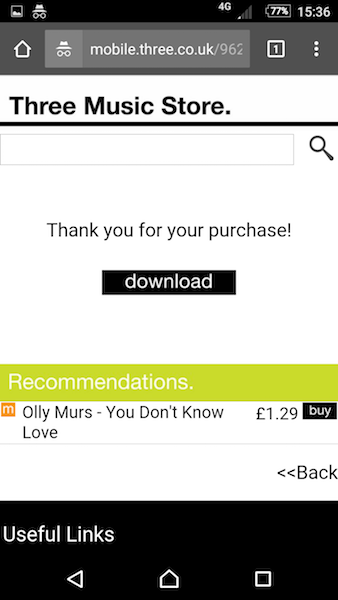 4G 77% 15:36
mobile.three.co.uk/962
1
Three Music Store.
Thank you for your purchase!
download
Recommendations.
m Olly Murs - You Don't Know £1.29 buy
Love
<<Back
Useful Links